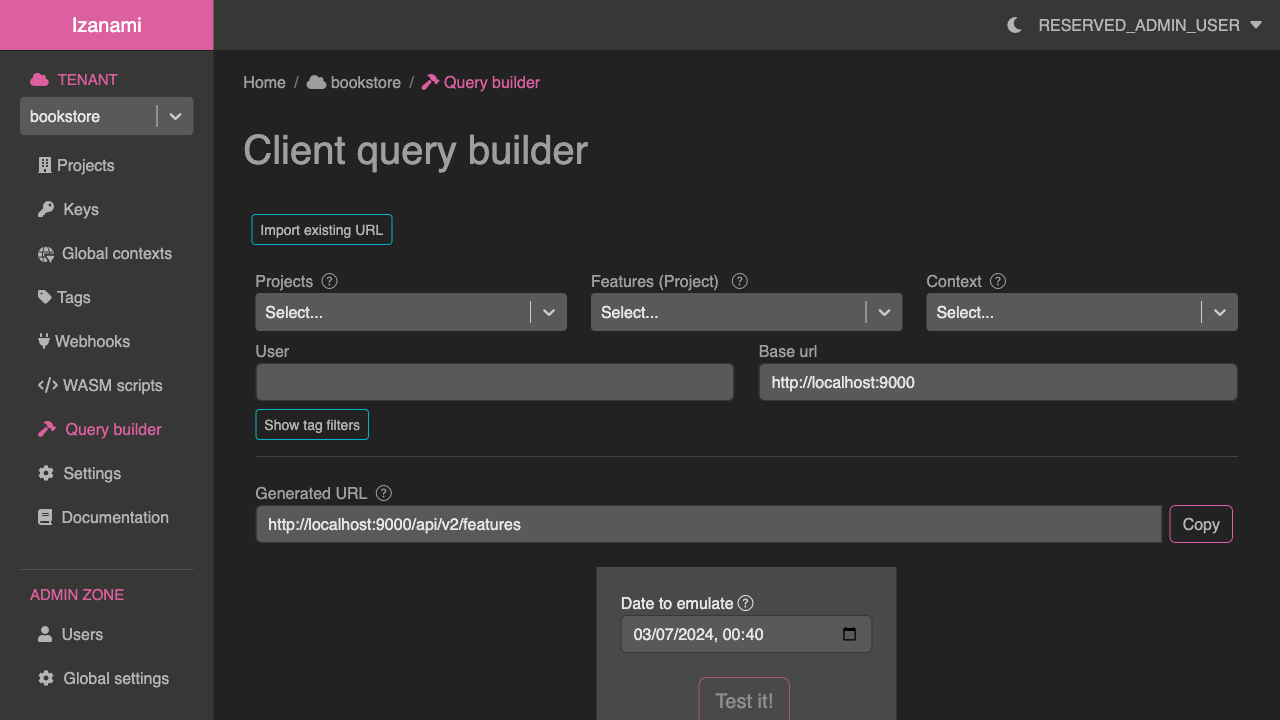 Izanami
RESERVED_ADMIN_USER
TENANT
bookstore
Projects
Keys
Global contexts
Tags
Webhooks
WASM scripts
Query builder
Settings
Documentation
ADMIN ZONE
Users
Global settings
Home / bookstore / Query builder
Client query builder
Import existing URL
Projects ? Features (Project) ? Context ?
Select... Select... Select...
User Base url
http://localhost:9000
Show tag filters
Generated URL ?
http://localhost:9000/api/v2/features Copy
Date to emulate ?
03/07/2024, 00:40
Test it!